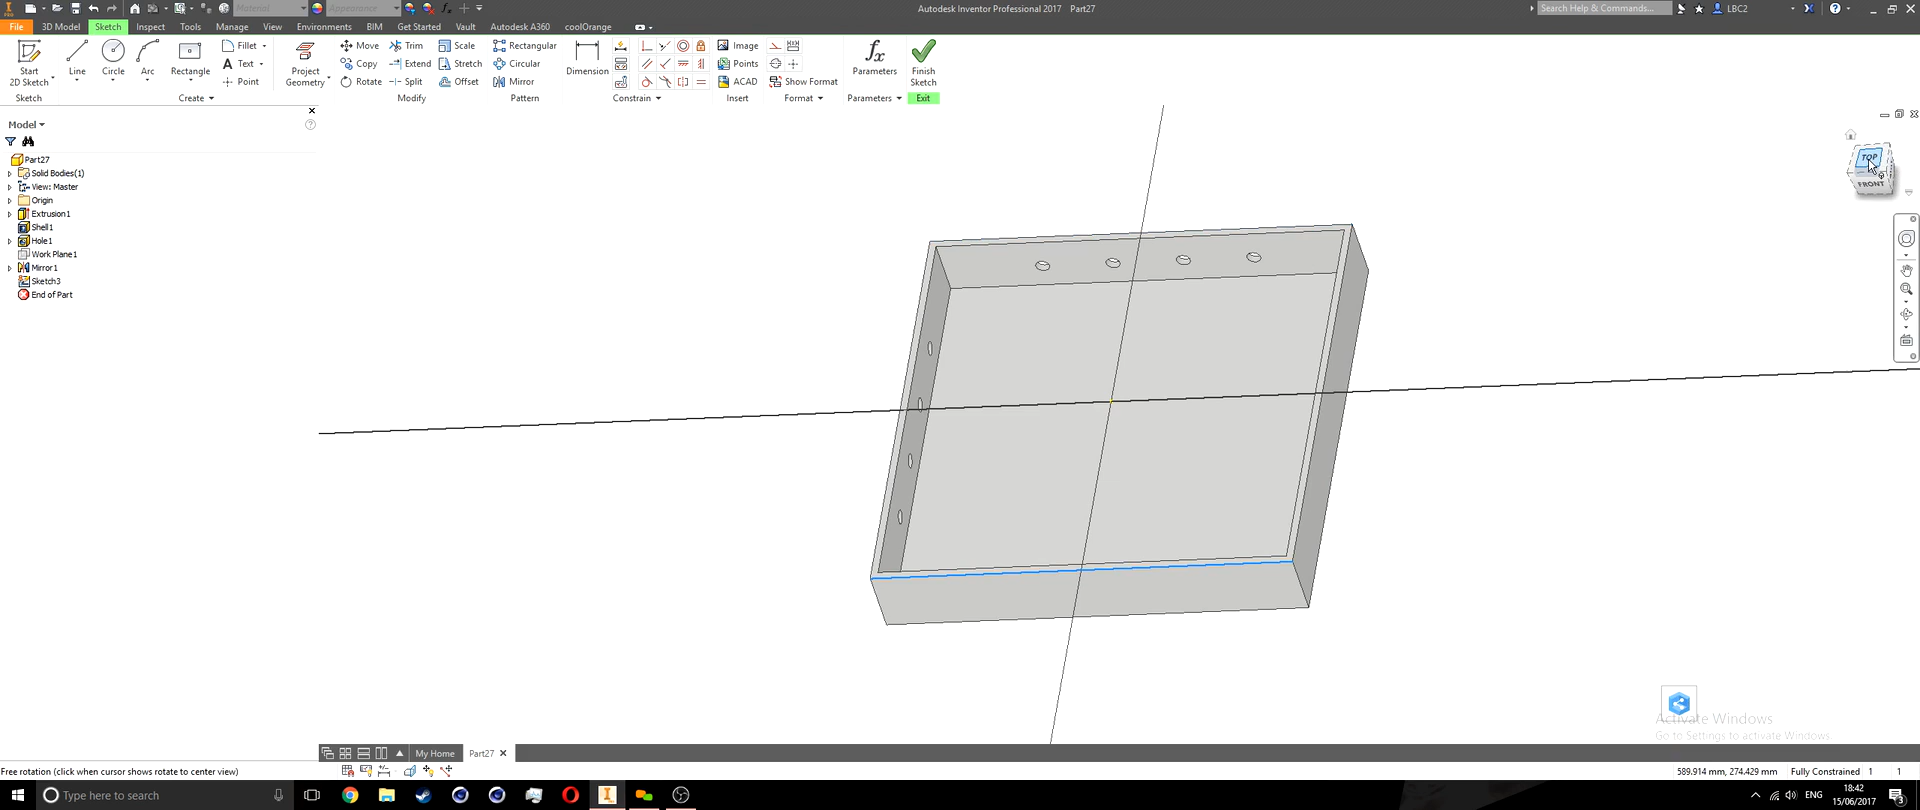 Material
Appearance
Autodesk Inventor Professional 2017 Part27
Search Help & Commands...
LBC2
File 3D Model Sketch Inspect Tools Manage View Environments BIM Get Started Vault Autodesk A360 coolOrange
Start
2D Sketch
Line
Circle
Arc
Rectangle
Fillet
Text
Point
Project
Geometry
Move
Copy
Rotate
Trim
Extend
Split
Scale
Stretch
Offset
Rectangular
Circular
Mirror
Dimension
Image
Points
ACAD
Show Format
Parameters
Finish
Sketch
Sketch Create Modify Pattern Constrain Insert Format Parameters Exit
Model
Part27
Solid Bodies(1)
View: Master
Origin
Extrusion1
Shell1
Hole1
Work Plane1
Mirror1
Sketch3
End of Part
TOP
FRONT
Activate Windows
Go to Settings to activate Windows.
My Home Part27
Free rotation (click when cursor shows rotate to center view)
589.914 mm, 274.429 mm Fully Constrained 1 1
Type here to search
ENG
18:42
15/06/2017
3